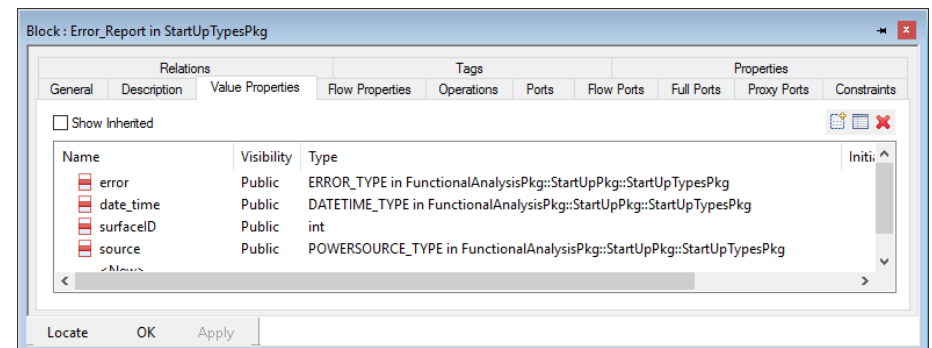 Block : Error_Report in StartUpTypesPkg
Relations Tags Properties
General Description Value Properties Flow Properties Operations Ports Flow Ports Full Ports Proxy Ports Constraints
Show Inherited
Name Visibility Type Initi
error Public ERROR_TYPE in FunctionalAnalysisPkg::StartUpPkg::StartUpTypesPkg
date_time Public DATETIME_TYPE in FunctionalAnalysisPkg::StartUpPkg::StartUpTypesPkg
surfaceID Public int
source Public POWERSOURCE_TYPE in FunctionalAnalysisPkg::StartUpPkg::StartUpTypesPkg
<New>
Locate OK Apply